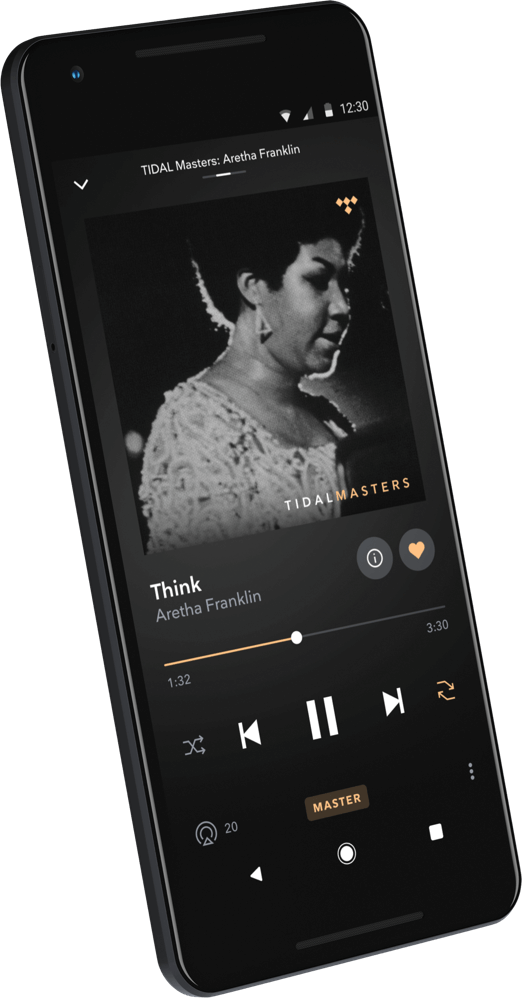 12:30
TIDAL Masters: Aretha Franklin
TIDALMASTERS
Think
Aretha Franklin
1:32
3:30
MASTER
20